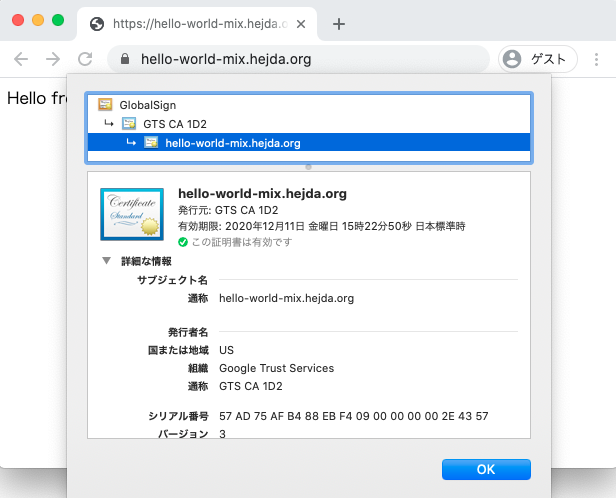 https://hello-world-mix.hejda.o
hello-world-mix.hejda.org
ゲスト
Hello fr
GlobalSign
GTS CA 1D2
hello-world-mix.hejda.org
Certificate
Standard
hello-world-mix.hejda.org
発行元: GTS CA 1D2
有効期限: 2020年12月11日 金曜日 15時22分50秒 日本標準時
この証明書は有効です
詳細な情報
サブジェクト名
通称 hello-world-mix.hejda.org
発行者名
国または地域 US
組織 Google Trust Services
通称 GTS CA 1D2
シリアル番号 57 AD 75 AF B4 88 EB F4 09 00 00 00 00 2E 43 57
バージョン 3
OK